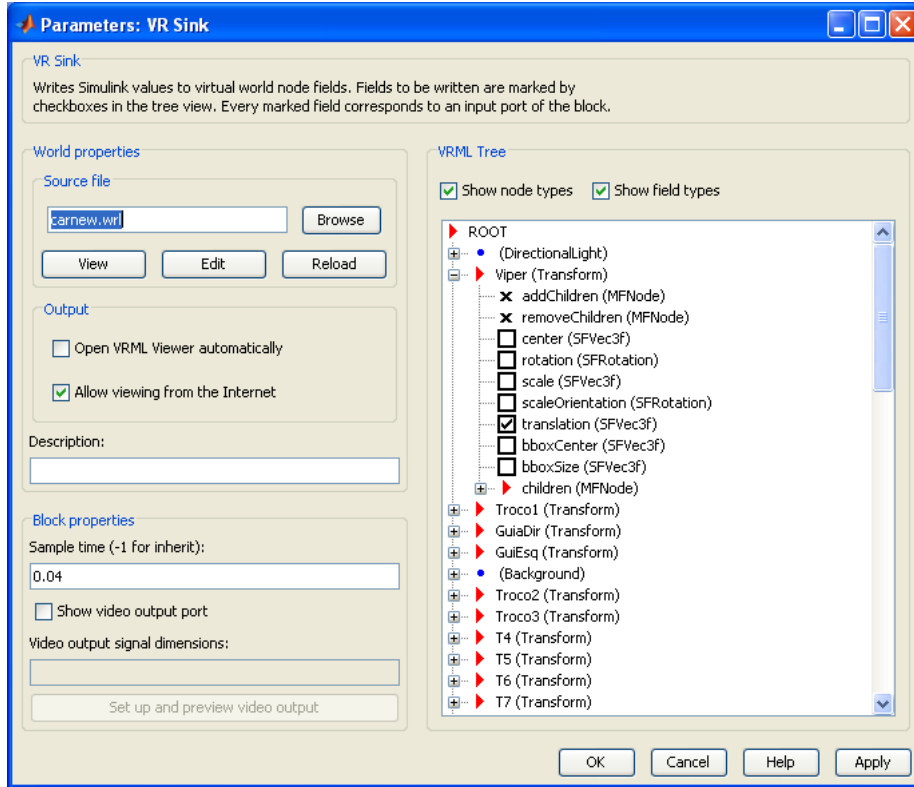 Parameters: VR Sink
VR Sink
Writes Simulink values to virtual world node fields. Fields to be written are marked by
checkboxes in the tree view. Every marked field corresponds to an input port of the block.
World properties
Source file
carnew.wrl
Browse
View
Edit
Reload
Output
Open VRML Viewer automatically
Allow viewing from the Internet
Description:
Block properties
Sample time (-1 for inherit):
0.04
Show video output port
Video output signal dimensions:
Set up and preview video output
VRML Tree
Show node types
Show field types
ROOT
(DirectionalLight)
Viper (Transform)
addChildren (MFNode)
removeChildren (MFNode)
center (SFVec3f)
rotation (SFRotation)
scale (SFVec3f)
scaleOrientation (SFRotation)
translation (SFVec3f)
bboxCenter (SFVec3f)
bboxSize (SFVec3f)
children (MFNode)
Troco1 (Transform)
GuiaDir (Transform)
GuiEsq (Transform)
(Background)
Troco2 (Transform)
Troco3 (Transform)
T4 (Transform)
T5 (Transform)
T6 (Transform)
T7 (Transform)
OK
Cancel
Help
Apply